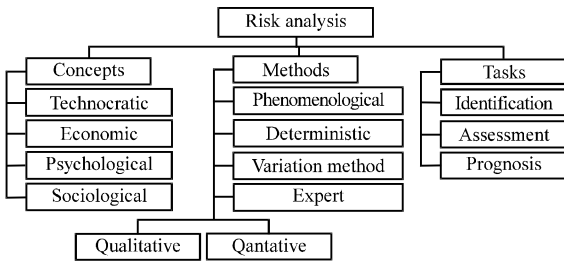 Risk analysis
Concepts
Technocratic
Economic
Psychological
Sociological
Methods
Phenomenological
Deterministic
Variation method
Expert
Qualitative
Qantative
Tasks
Identification
Assessment
Prognosis